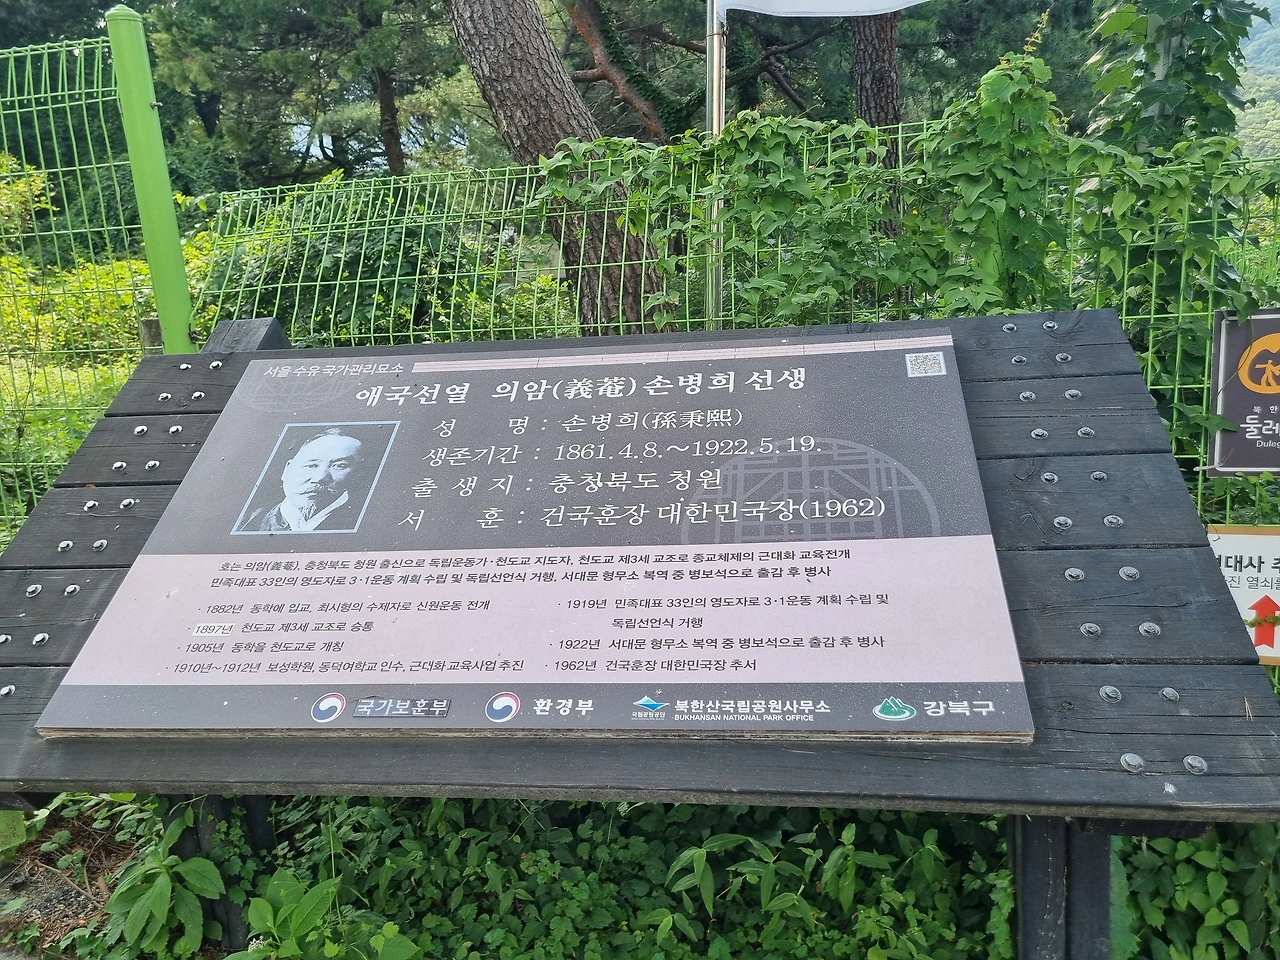 서울 수유 국가관리묘소
애국선열 의암(義菴) 손병희 선생
성 명 : 손병희(孫秉熙)
생존기간 : 1861. 4. 8. ~ 1922. 5. 19.
출 생 지 : 충청북도 청원
서 훈 : 건국훈장 대한민국장(1962)
호는 의암(義菴), 충청북도 청원 출신으로 독립운동가·천도교 지도자, 천도교 제3세 교조로 종교체제의 근대화 교육전개
민족대표 33인의 영도자로 3·1운동 계획 수립 및 독립선언식 거행, 서대문 형무소 복역 중 병보석으로 출감 후 병사
· 1882년 동학에 입교, 최시형의 수제자로 신원운동 전개
· 1897년 천도교 제3세 교조로 승통
· 1905년 동학을 천도교로 개칭
· 1910년~1912년 보성학원, 동덕여학교 인수, 근대화 교육사업 추진
· 1919년 민족대표 33인의 영도자로 3·1운동 계획 수립 및
독립선언식 거행
· 1922년 서대문 형무소 복역 중 병보석으로 출감 후 병사
· 1962년 건국훈장 대한민국장 추서
국가보훈부
환경부
국립공원공단
북한산국립공원사무소
BUKHANSAN NATIONAL PARK OFFICE
강북구
북한
둘레
Duleg